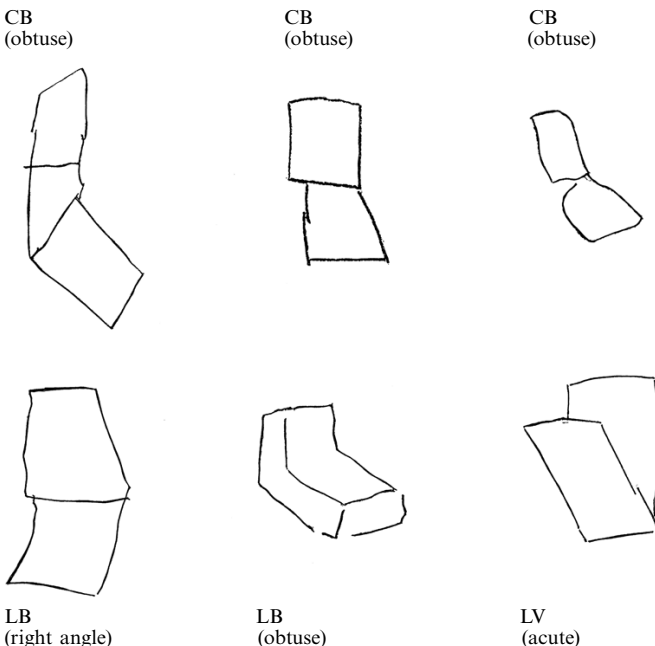 CB
(obtuse)
CB
(obtuse)
CB
(obtuse)
LB
(right angle)
LB
(obtuse)
LV
(acute)